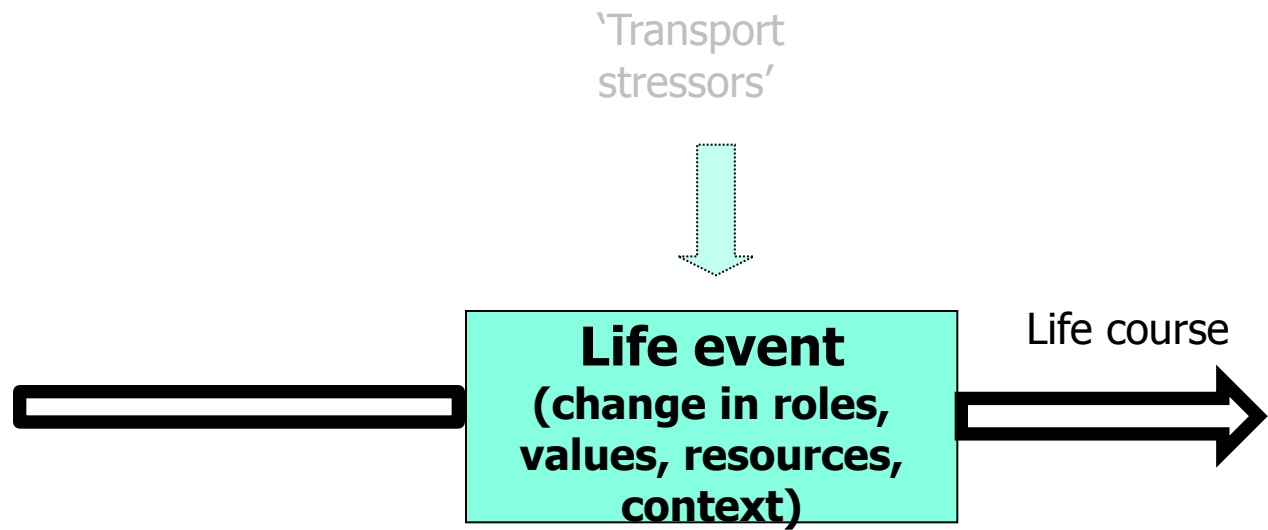 ‘Transport
stressors’
Life event
(change in roles,
values, resources,
context)
Life course